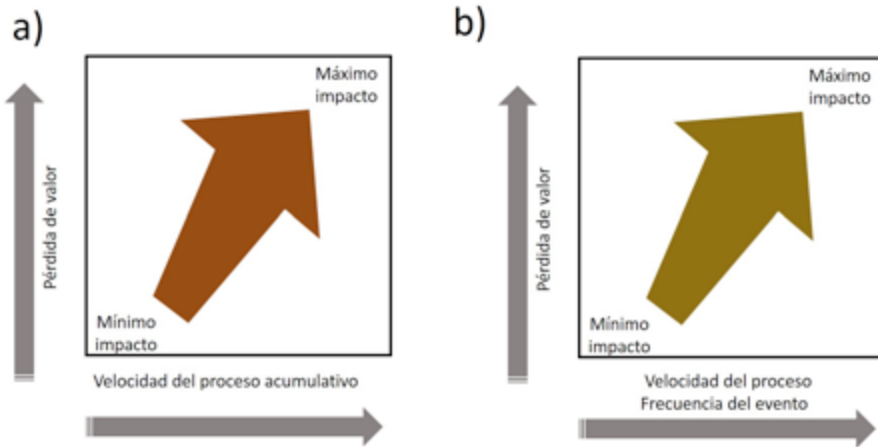 a)
Máximo
impacto
Pérdida de valor
Mínimo
impacto
Velocidad del proceso acumulativo
b)
Máximo
impacto
Pérdida de valor
Mínimo
impacto
Velocidad del proceso
Frecuencia del evento